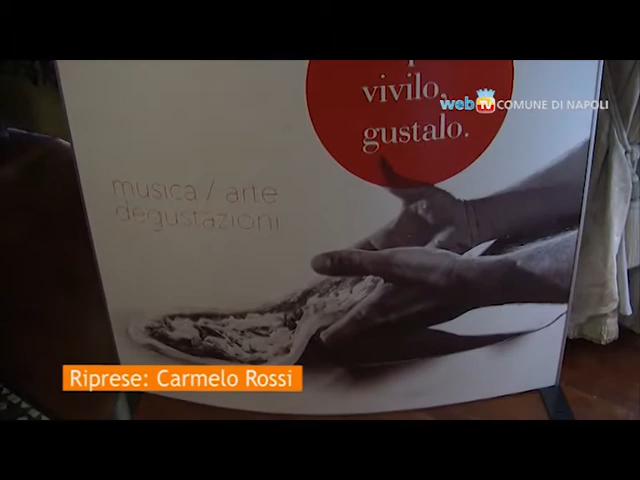 vivilo,
gustalo.
web TV COMUNE DI NAPOLI
musica / arte
degustazioni
Riprese: Carmelo Rossi